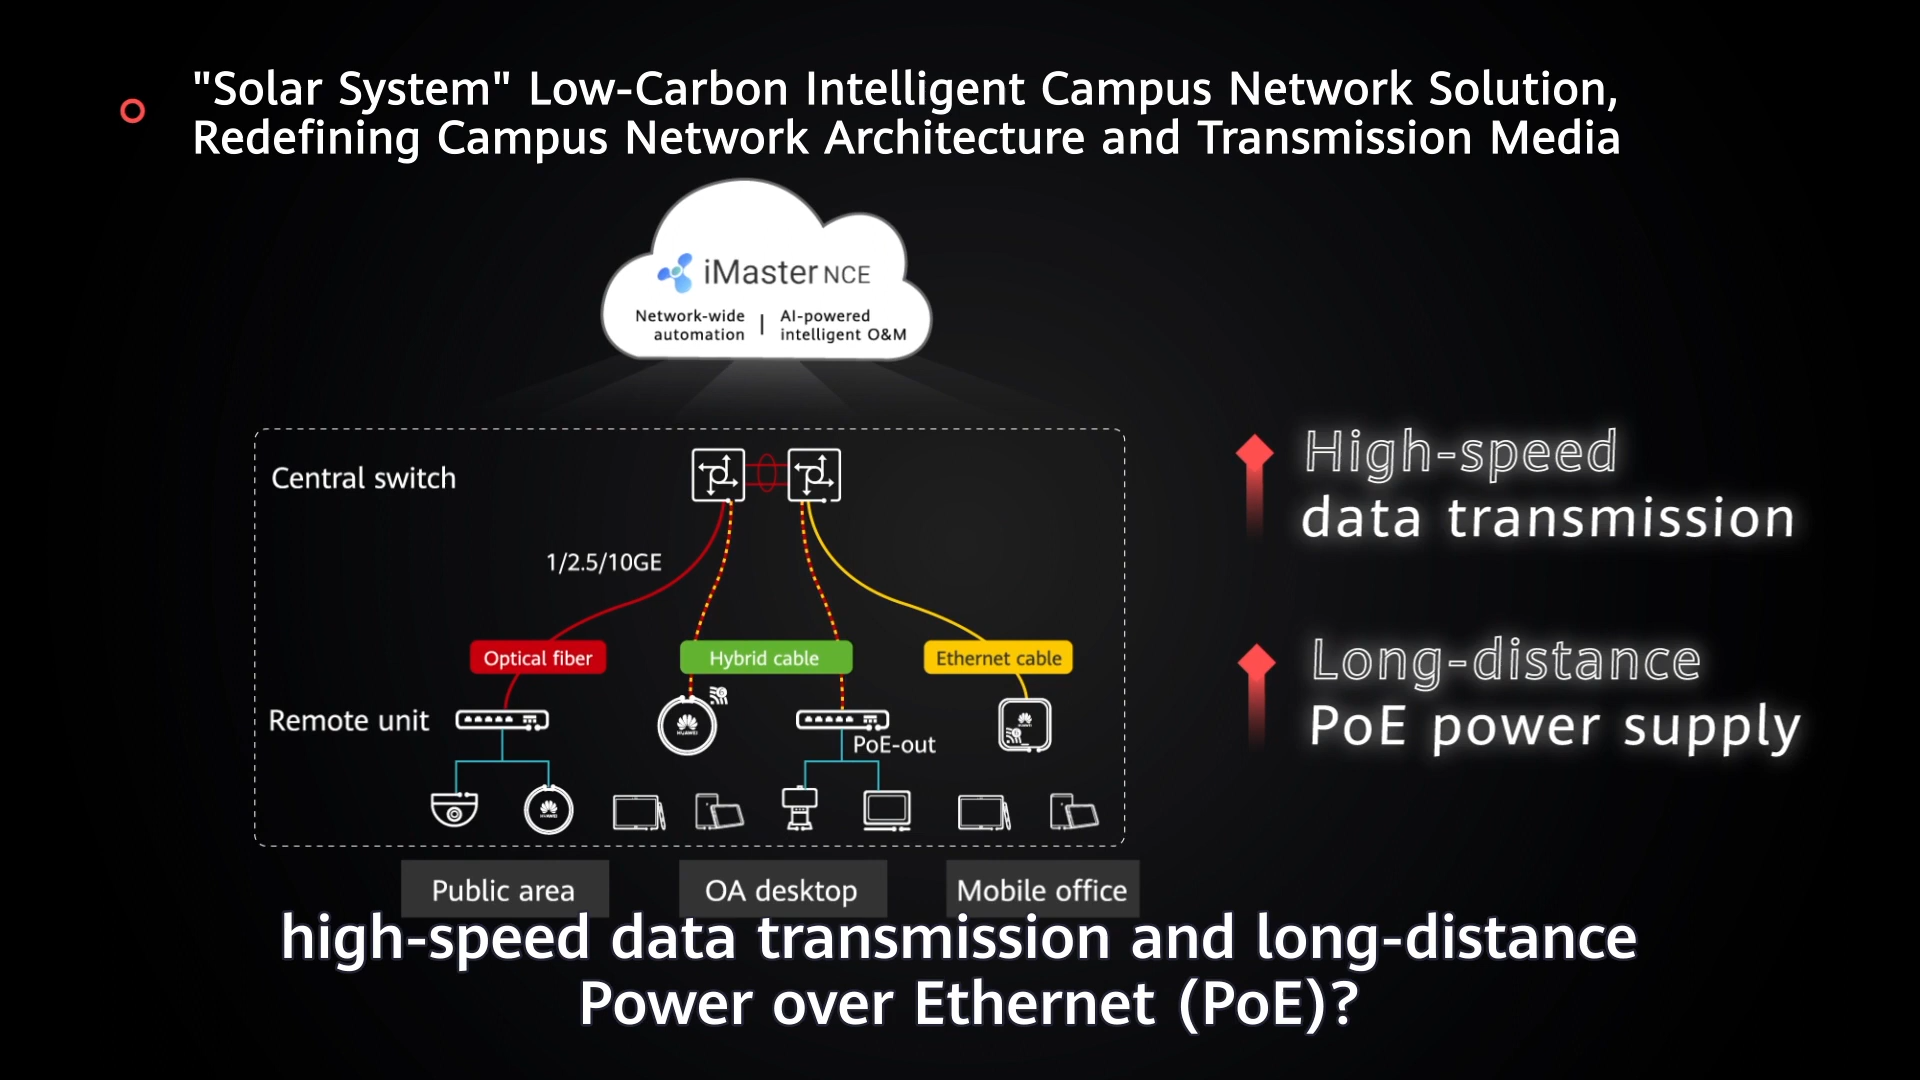 "Solar System" Low-Carbon Intelligent Campus Network Solution,
Redefining Campus Network Architecture and Transmission Media
iMaster NCE
Network-wide
automation
|
AI-powered
intelligent O&M
Central switch
1/2.5/10GE
Optical fiber
Hybrid cable
Ethernet cable
Remote unit
HUAWEI
PoE-out
HUAWEI
HUAWEI
Public area
OA desktop
Mobile office
High-speed
data transmission
Long-distance
PoE power supply
high-speed data transmission and long-distance
Power over Ethernet (PoE)?